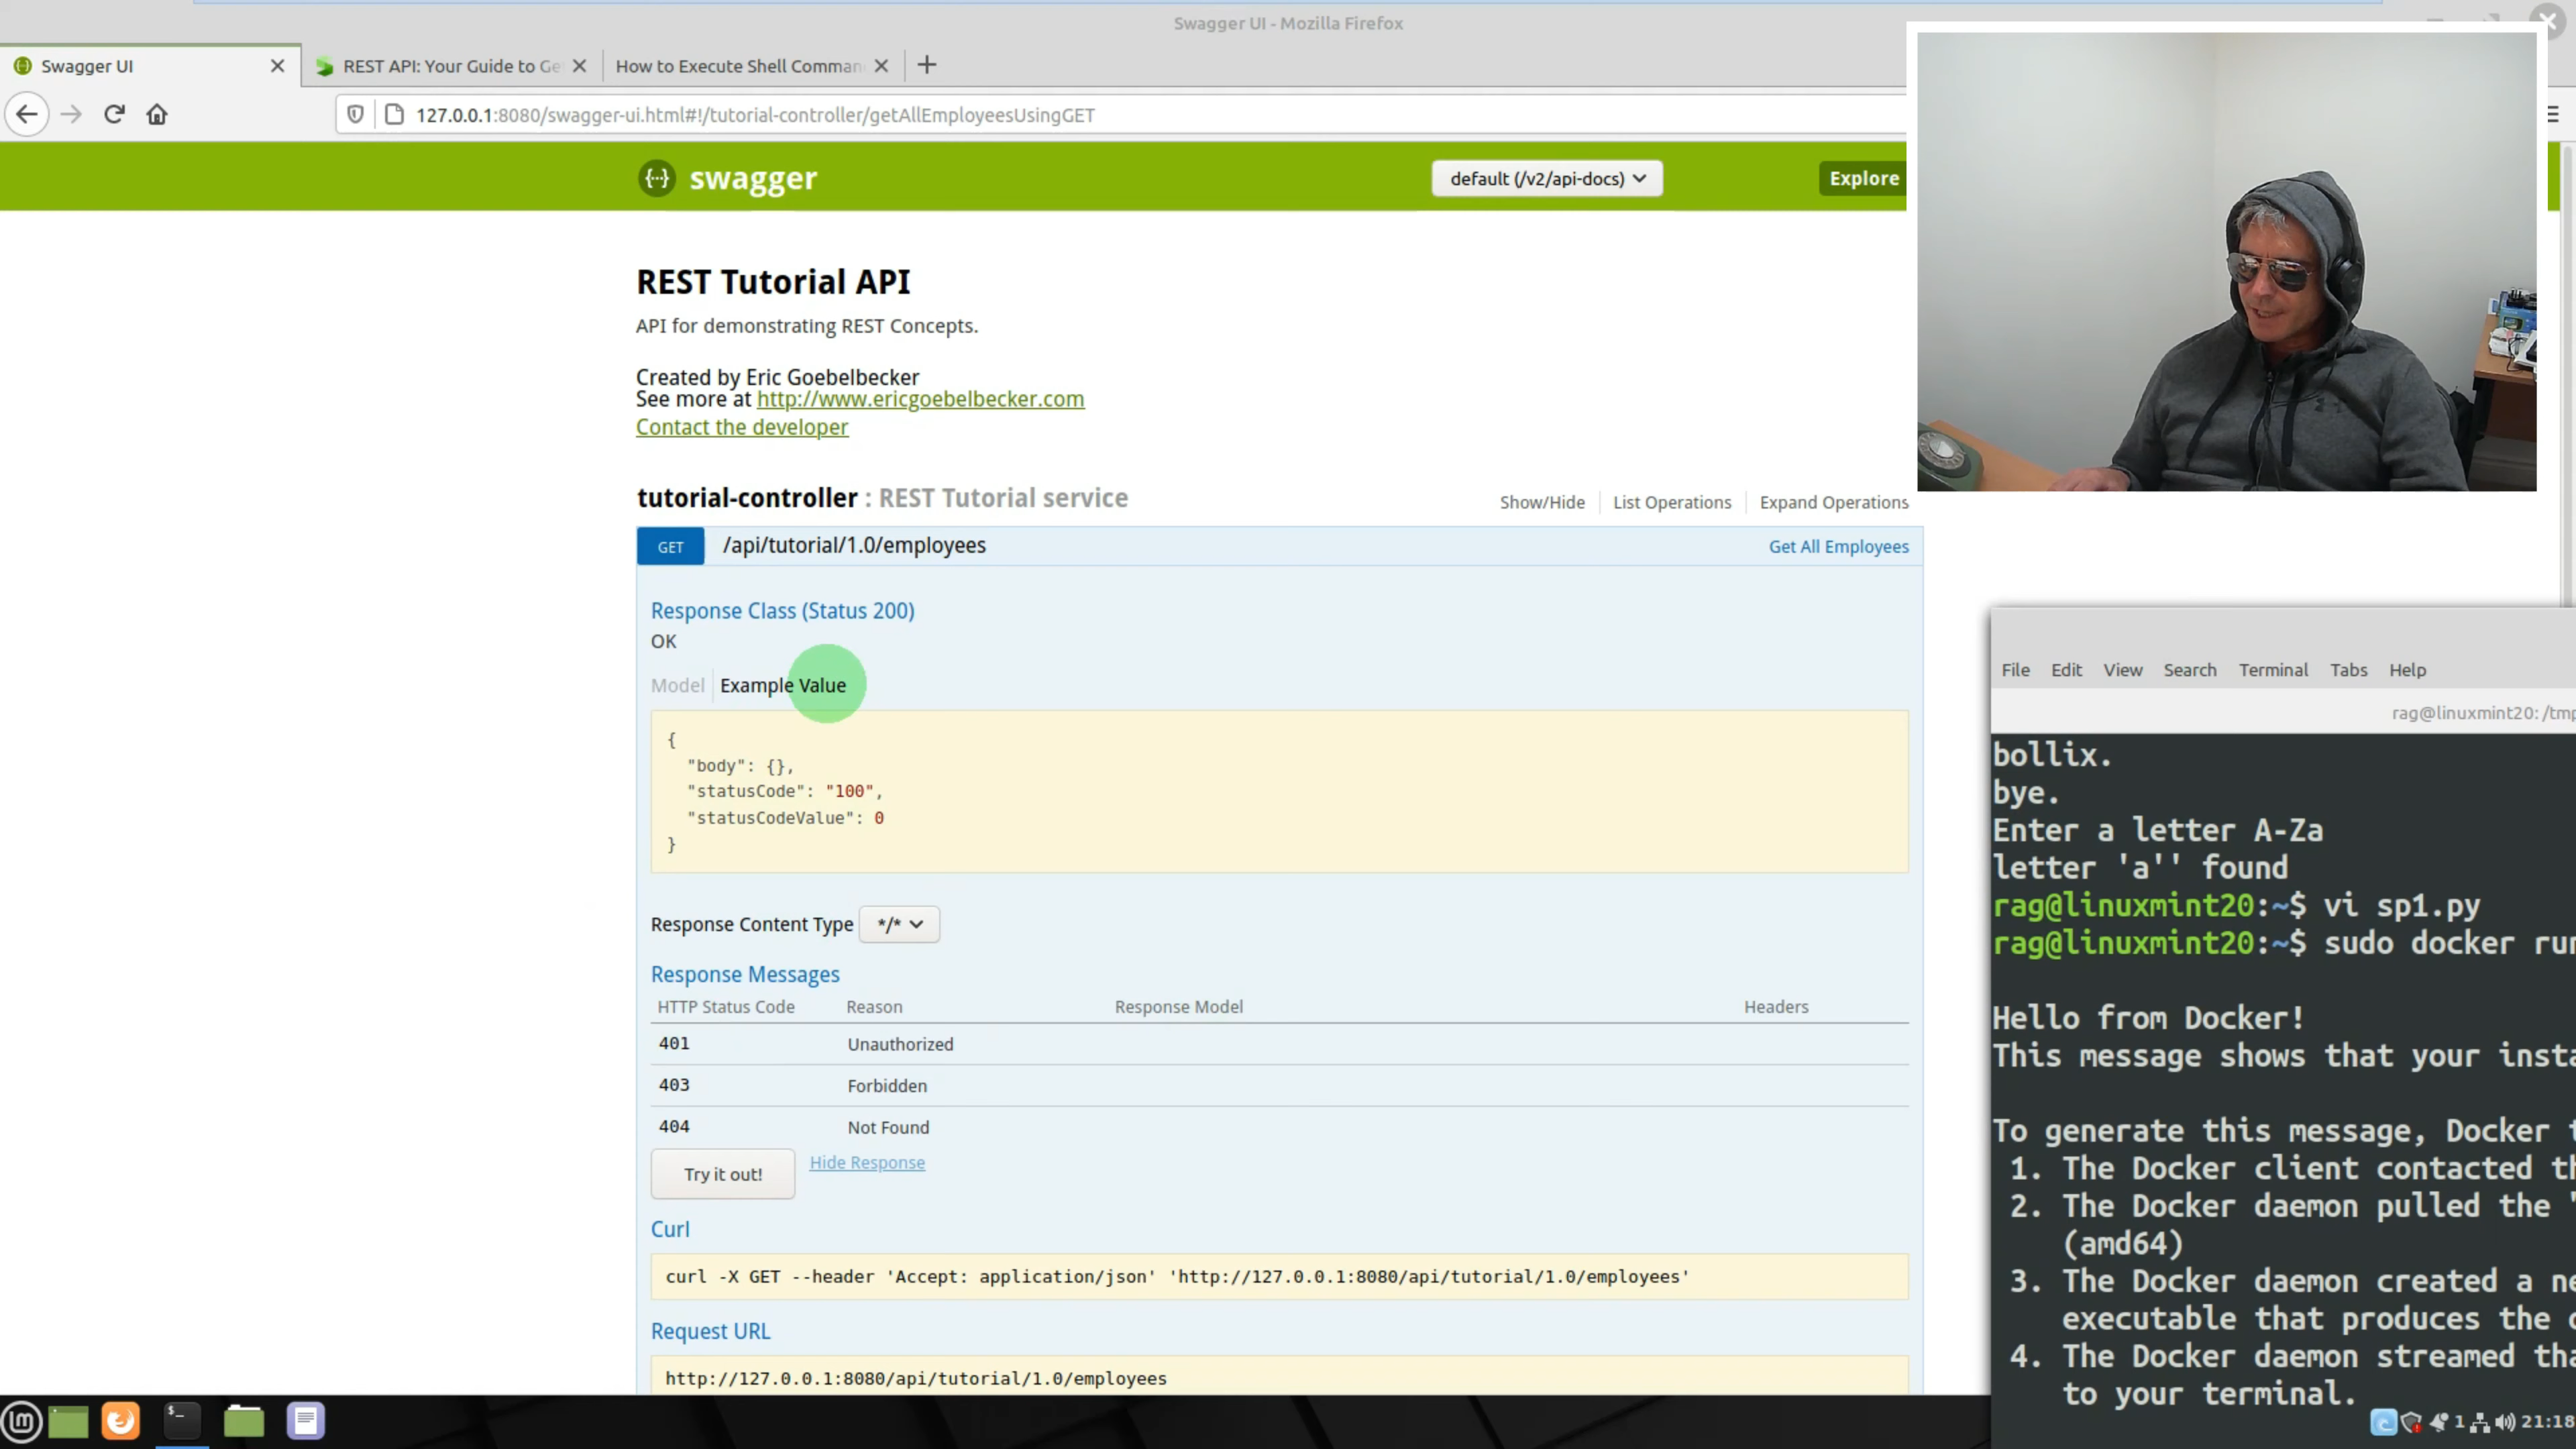 Swagger UI - Mozilla Firefox
Swagger UI
REST API: Your Guide to Ge
How to Execute Shell Comman
127.0.0.1:8080/swagger-ui.html#!/tutorial-controller/getAllEmployeesUsingGET
swagger
default (/v2/api-docs)
Explore
REST Tutorial API
API for demonstrating REST Concepts.
Created by Eric Goebelbecker
See more at http://www.ericgoebelbecker.com
Contact the developer
tutorial-controller : REST Tutorial service
Show/Hide
List Operations
Expand Operations
GET
/api/tutorial/1.0/employees
Get All Employees
Response Class (Status 200)
OK
Model
Example Value
{
"body": {},
"statusCode": "100",
"statusCodeValue": 0
}
Response Content Type */*
Response Messages
HTTP Status Code Reason Response Model Headers
401 Unauthorized
403 Forbidden
404 Not Found
Try it out!
Hide Response
Curl
curl -X GET --header 'Accept: application/json' 'http://127.0.0.1:8080/api/tutorial/1.0/employees'
Request URL
http://127.0.0.1:8080/api/tutorial/1.0/employees
File Edit View Search Terminal Tabs Help
rag@linuxmint20: /tmp
bollix.
bye.
Enter a letter A-Za
letter 'a'' found
rag@linuxmint20:~$ vi sp1.py
rag@linuxmint20:~$ sudo docker run
Hello from Docker!
This message shows that your insta
To generate this message, Docker t
1. The Docker client contacted th
2. The Docker daemon pulled the "
(amd64)
3. The Docker daemon created a ne
executable that produces the
4. The Docker daemon streamed tha
to your terminal.
1
21:18